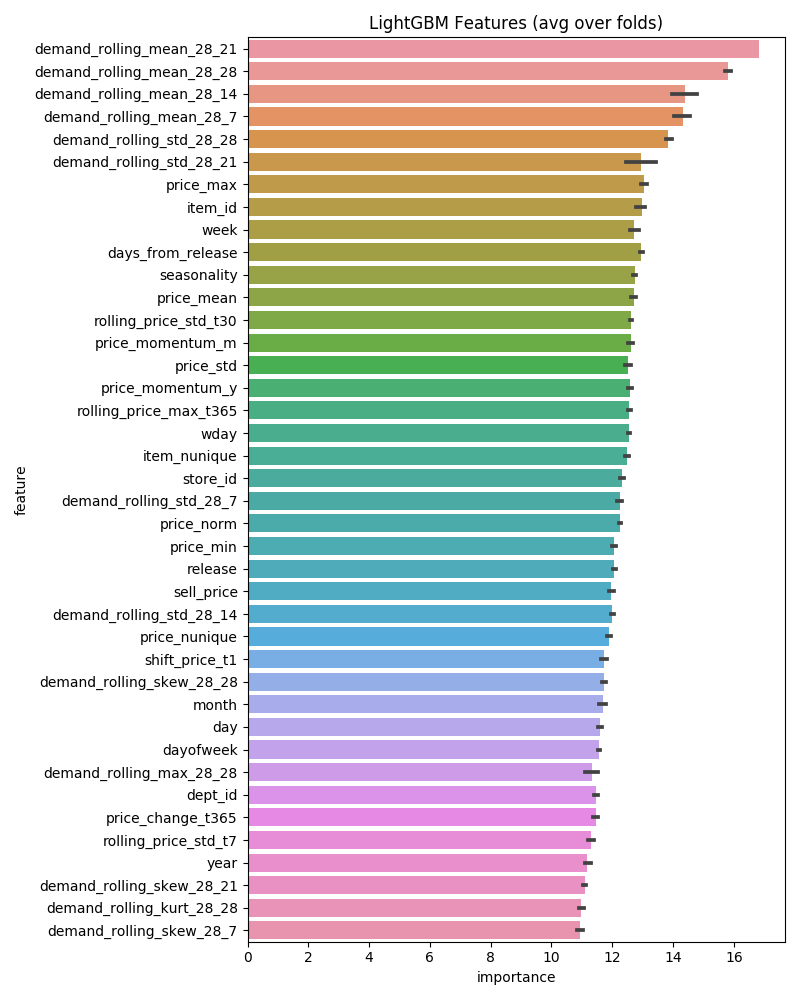 LightGBM Features (avg over folds)
demand_rolling_mean_28_21
demand_rolling_mean_28_28
demand_rolling_mean_28_14
demand_rolling_mean_28_7
demand_rolling_std_28_28
demand_rolling_std_28_21
price_max
item_id
week
days_from_release
seasonality
price_mean
rolling_price_std_t30
price_momentum_m
price_std
price_momentum_y
rolling_price_max_t365
wday
item_nunique
store_id
demand_rolling_std_28_7
price_norm
price_min
release
sell_price
demand_rolling_std_28_14
price_nunique
shift_price_t1
demand_rolling_skew_28_28
month
day
dayofweek
demand_rolling_max_28_28
dept_id
price_change_t365
rolling_price_std_t7
year
demand_rolling_skew_28_21
demand_rolling_kurt_28_28
demand_rolling_skew_28_7
feature
0 2 4 6 8 10 12 14 16
importance